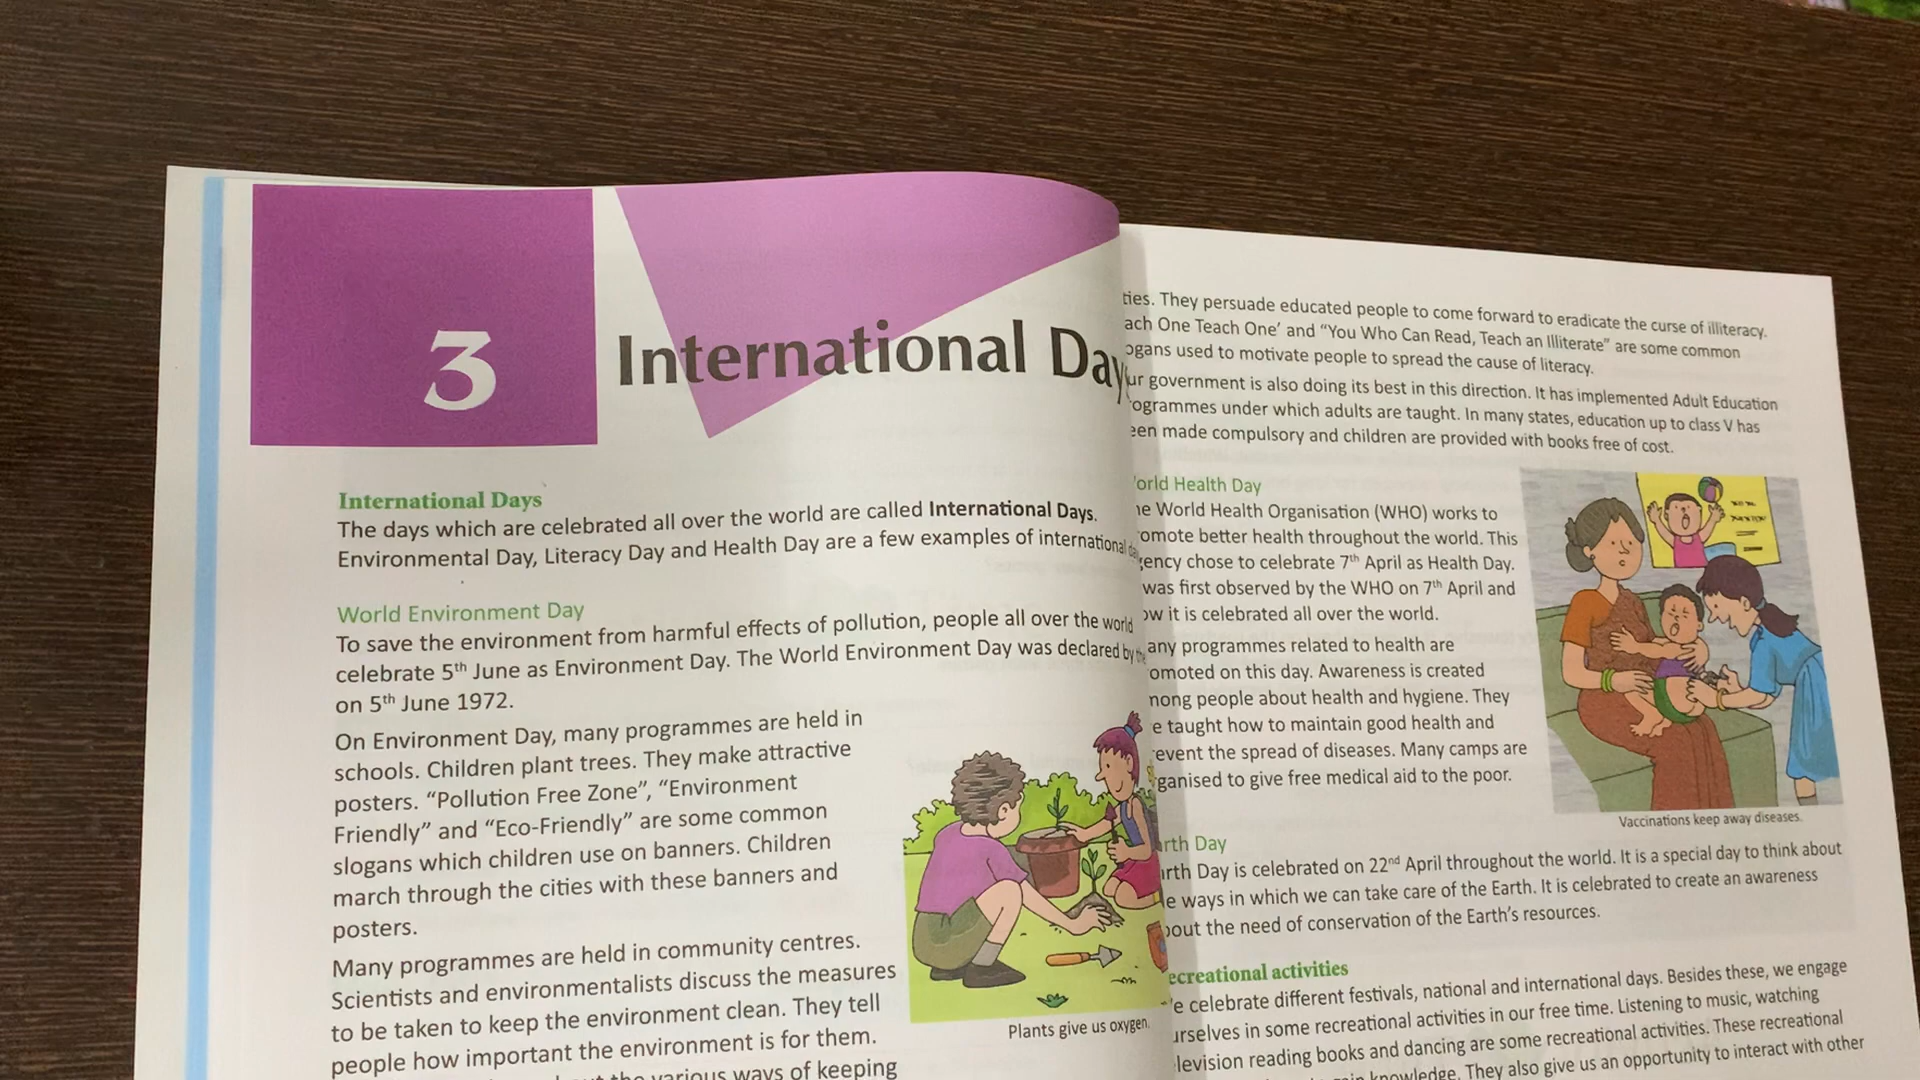 3
International Day
International Days
The days which are celebrated all over the world are called International Days.
Environmental Day, Literacy Day and Health Day are a few examples of international
World Environment Day
To save the environment from harmful effects of pollution, people all over the world
celebrate 5th June as Environment Day. The World Environment Day was declared by the
on 5th June 1972.
On Environment Day, many programmes are held in
schools. Children plant trees. They make attractive
posters. “Pollution Free Zone”, “Environment
Friendly” and “Eco-Friendly” are some common
slogans which children use on banners. Children
march through the cities with these banners and
posters.
Many programmes are held in community centres.
Scientists and environmentalists discuss the measures
to be taken to keep the environment clean. They tell
people how important the environment is for them.
the various ways of keeping
Plants give us oxygen.
ties. They persuade educated people to come forward to eradicate the curse of illiteracy.
ach One Teach One’ and “You Who Can Read, Teach an Illiterate” are some common
ogans used to motivate people to spread the cause of literacy.
ur government is also doing its best in this direction. It has implemented Adult Education
ogrammes under which adults are taught. In many states, education up to class V has
een made compulsory and children are provided with books free of cost.
orld Health Day
e World Health Organisation (WHO) works to
omote better health throughout the world. This
ency chose to celebrate 7th April as Health Day.
was first observed by the WHO on 7th April and
ow it is celebrated all over the world.
any programmes related to health are
omoted on this day. Awareness is created
nong people about health and hygiene. They
e taught how to maintain good health and
event the spread of diseases. Many camps are
ganised to give free medical aid to the poor.
Vaccinations keep away diseases.
rth Day
rth Day is celebrated on 22nd April throughout the world. It is a special day to think about
e ways in which we can take care of the Earth. It is celebrated to create an awareness
out the need of conservation of the Earth’s resources.
ecreational activities
e celebrate different festivals, national and international days. Besides these, we engage
urselves in some recreational activities in our free time. Listening to music, watching
levision reading books and dancing are some recreational activities. These recreational
knowledge. They also give us an opportunity to interact with other